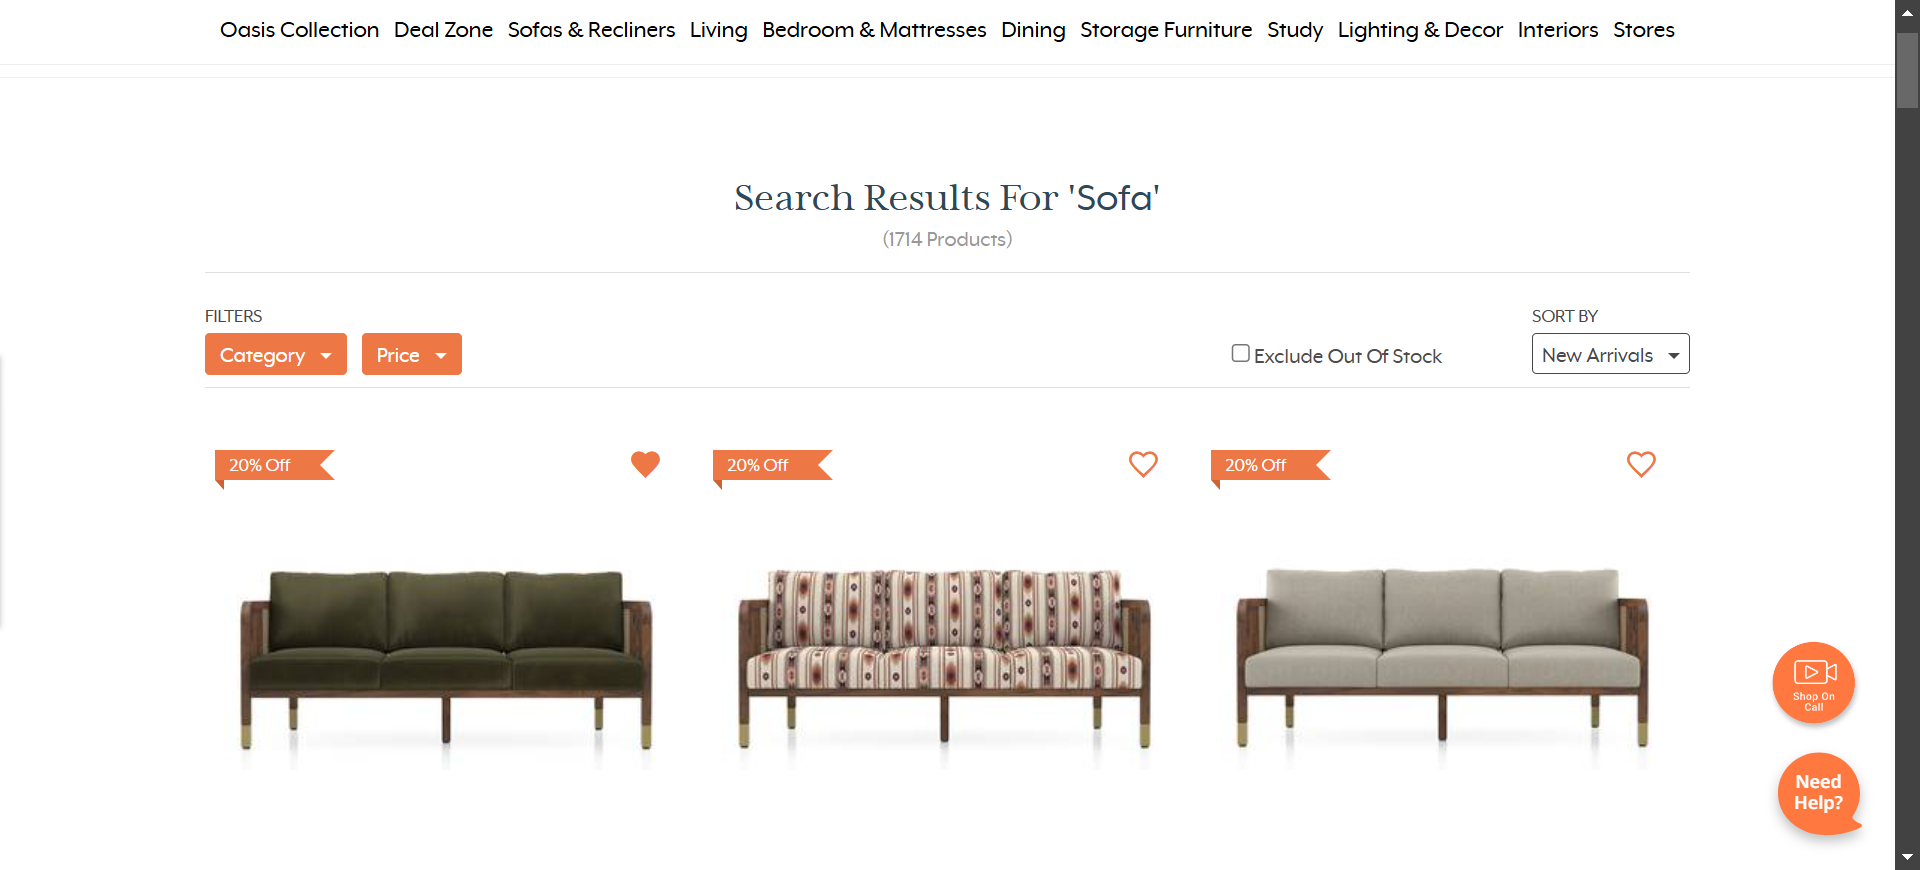 Oasis Collection Deal Zone Sofas & Recliners Living Bedroom & Mattresses Dining Storage Furniture Study Lighting & Decor Interiors Stores
Search Results For 'Sofa'
(1714 Products)
FILTERS
SORT BY
Category Price
Exclude Out Of Stock
New Arrivals
20% Off
20% Off
20% Off
Shop On
Call
Need
Help?